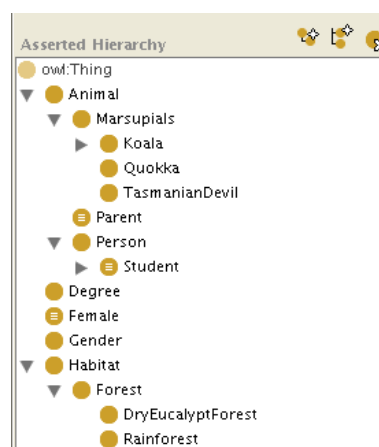 Asserted Hierarchy
owl:Thing
Animal
Marsupials
Koala
Quokka
TasmanianDevil
Parent
Person
Student
Degree
Female
Gender
Habitat
Forest
DryEucalyptForest
Rainforest